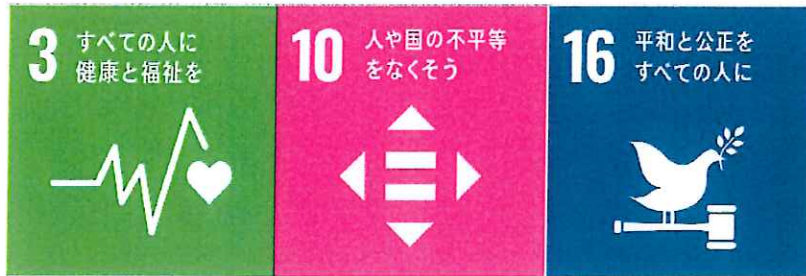 3 すべての人に
健康と福祉を
10 人や国の不平等
をなくそう
16 平和と公正を
すべての人に